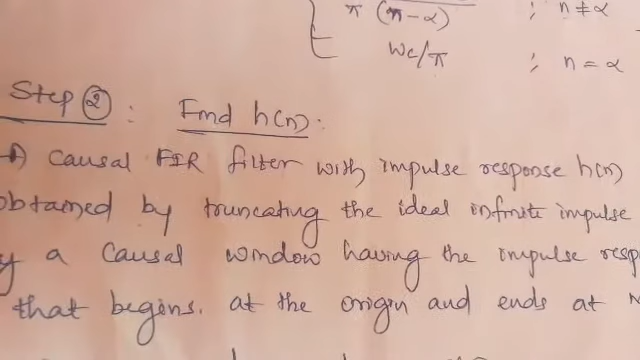 π (n-α) ; n≠α
Wc/π ; n = α
Step ② : Find h(n) :
A) causal FIR filter with impulse response h(n)
obtained by truncating the ideal infinite impulse
y a causal window having the impulse resp
that begins. at the origin and ends at